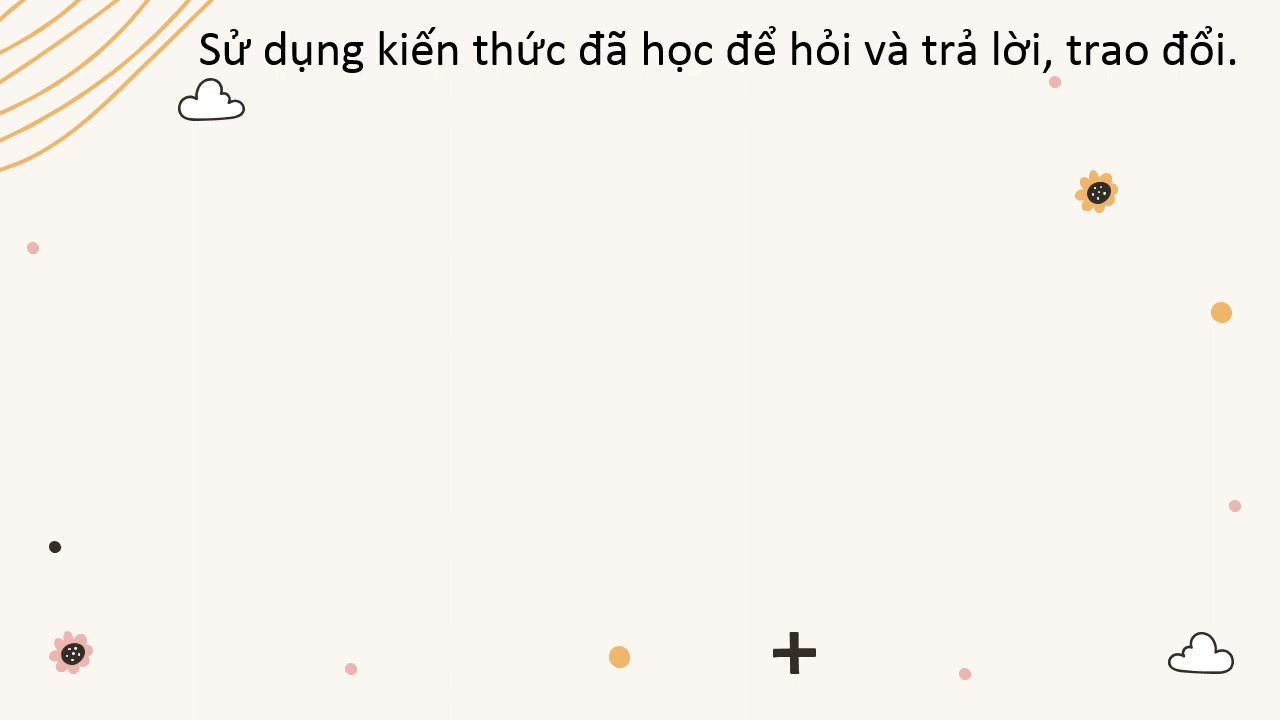 Sử dụng kiến thức đã học để hỏi và trả lời, trao đổi.